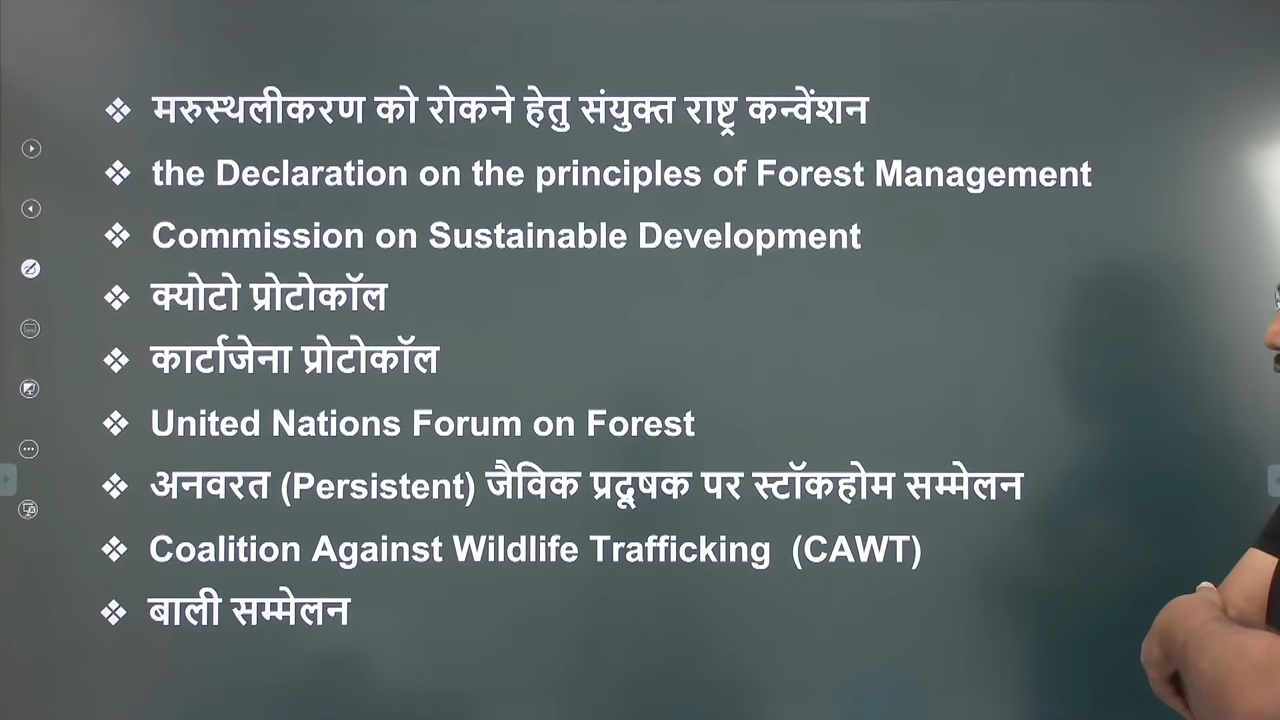 ❖ मरुस्थलीकरण को रोकने हेतु संयुक्त राष्ट्र कन्वेंशन
❖ the Declaration on the principles of Forest Management
❖ Commission on Sustainable Development
❖ क्योटो प्रोटोकॉल
❖ कार्टाजेना प्रोटोकॉल
❖ United Nations Forum on Forest
❖ अनवरत (Persistent) जैविक प्रदूषक पर स्टॉकहोम सम्मेलन
❖ Coalition Against Wildlife Trafficking (CAWT)
❖ बाली सम्मेलन